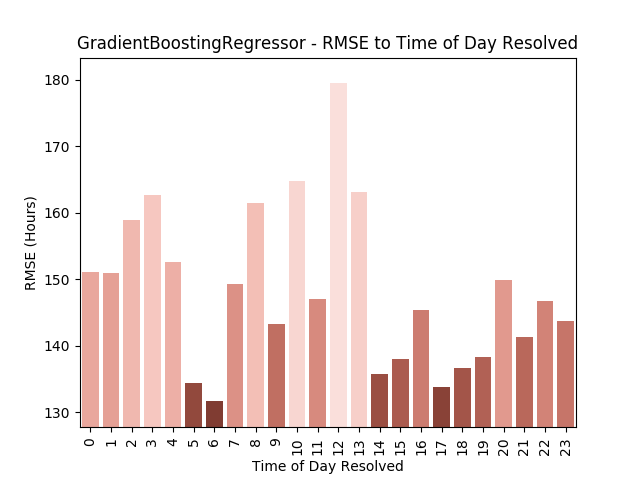 GradientBoostingRegressor - RMSE to Time of Day Resolved
180
170
160
150
140
130
RMSE (Hours)
0 1 2 3 4 5 6 7 8 9 10 11 12 13 14 15 16 17 18 19 20 21 22 23
Time of Day Resolved